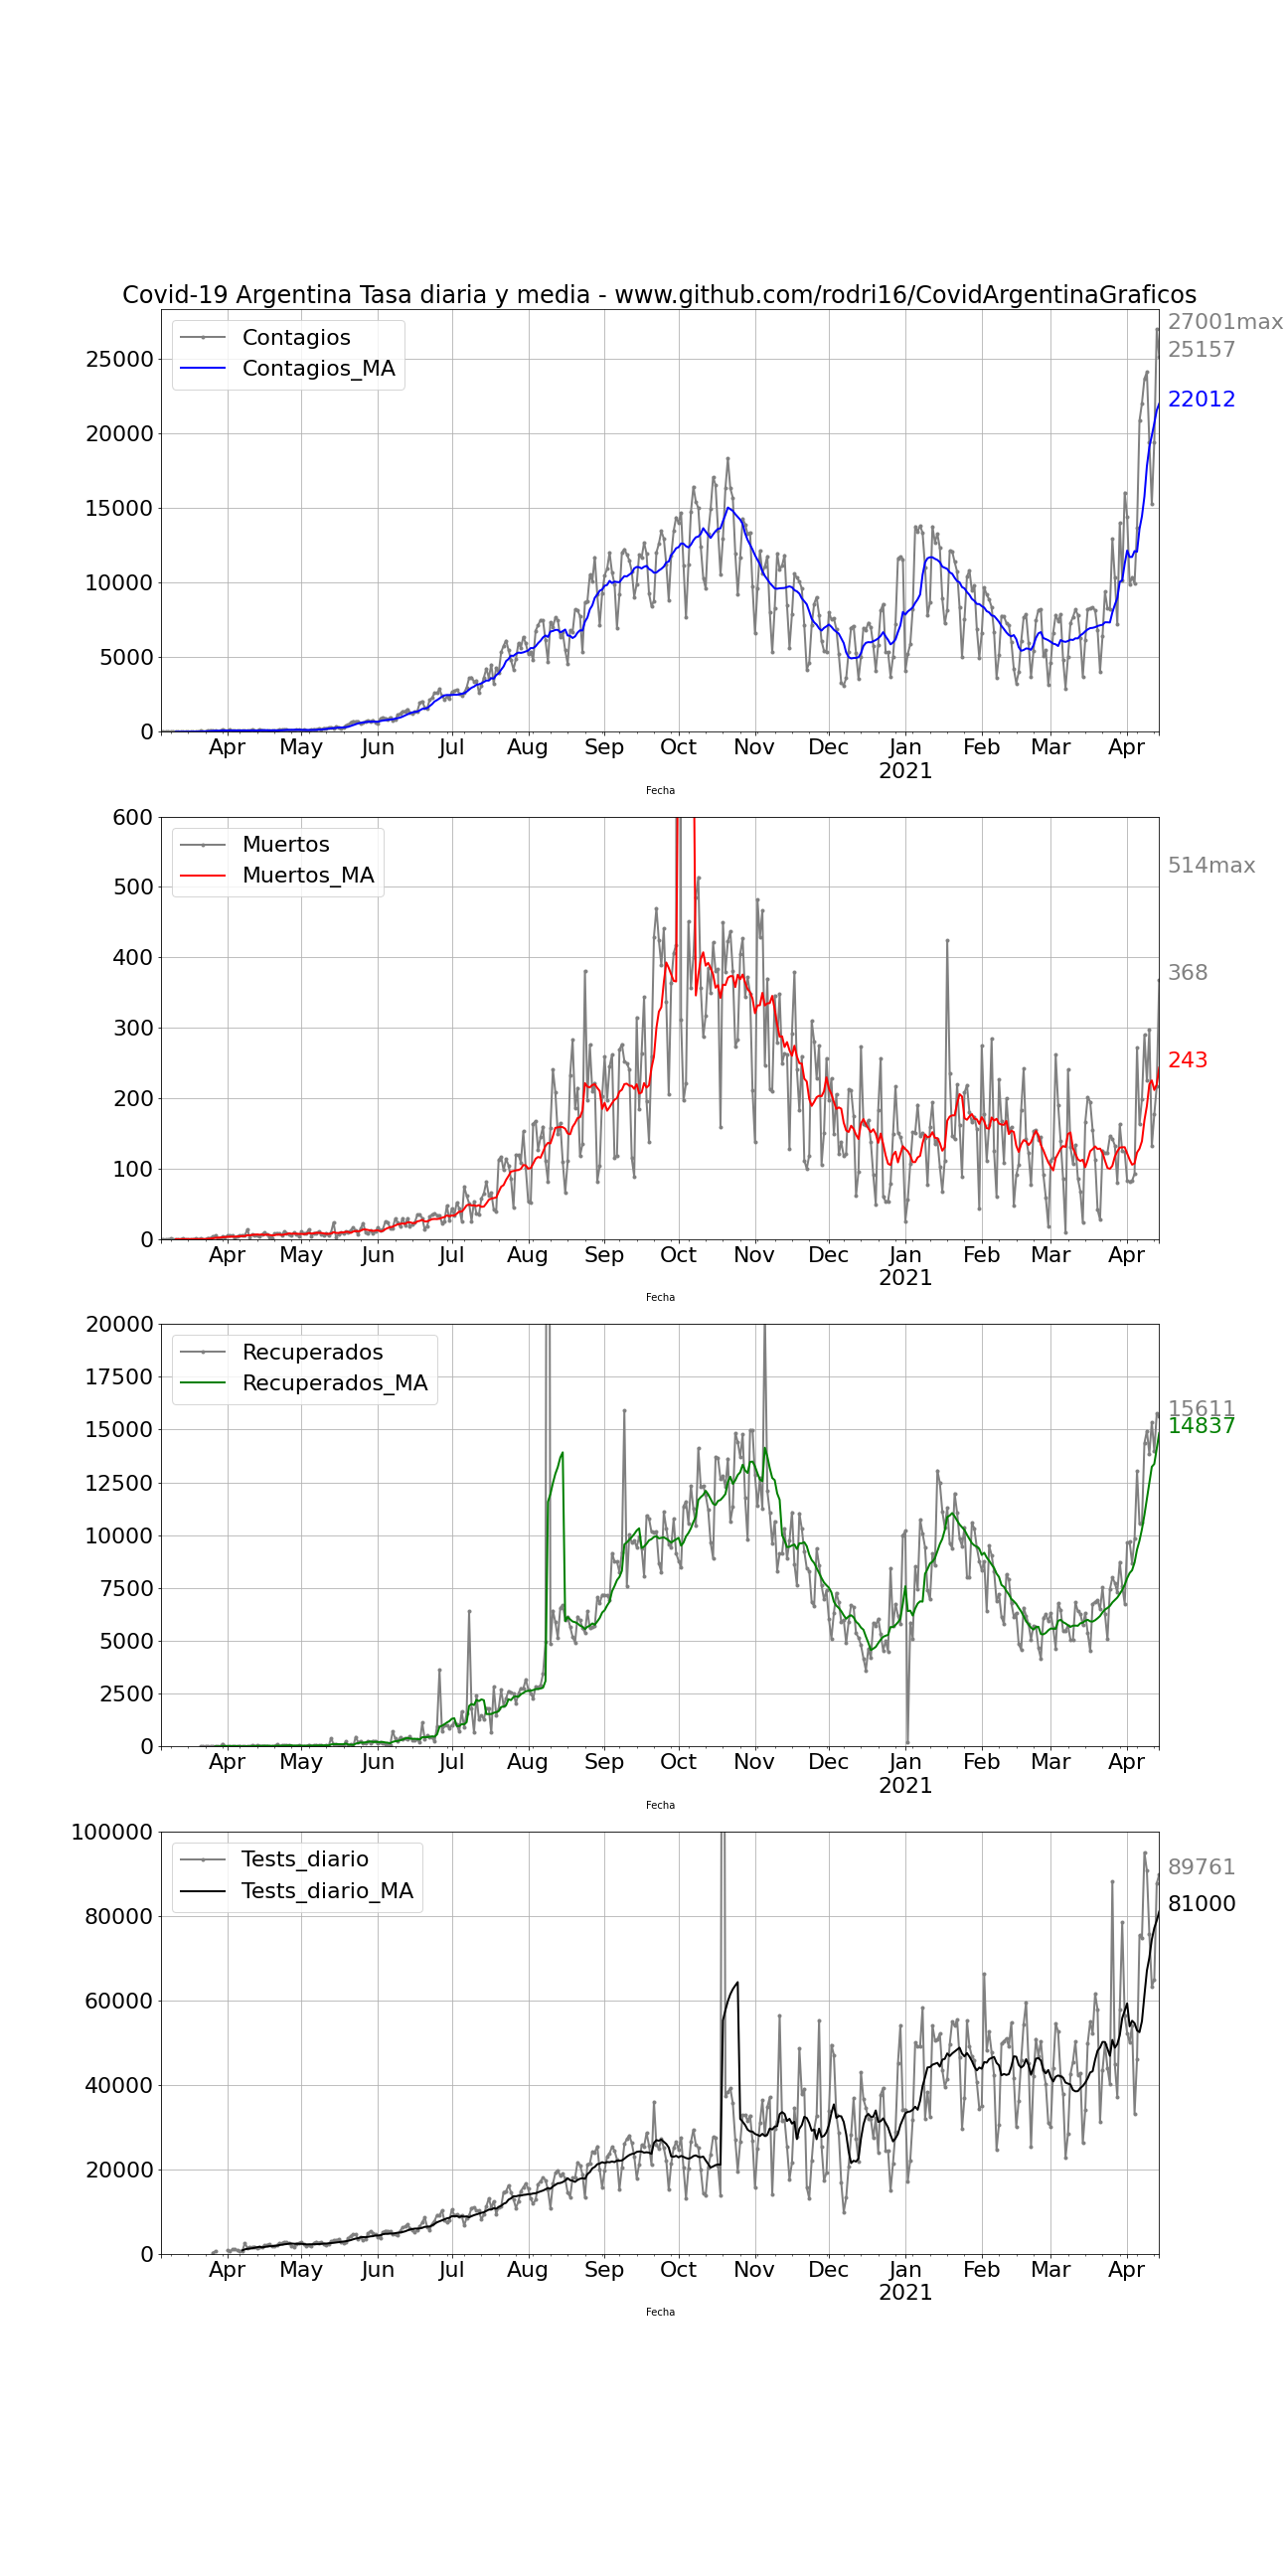 Covid-19 Argentina Tasa diaria y media - www.github.com/rodri16/CovidArgentinaGraficos
Contagios
Contagios_MA
27001max
25157
22012
25000
20000
15000
10000
5000
0
Apr May Jun Jul Aug Sep Oct Nov Dec Jan Feb Mar Apr
2021
Fecha
Muertos
Muertos_MA
514max
368
243
600
500
400
300
200
100
0
Apr May Jun Jul Aug Sep Oct Nov Dec Jan Feb Mar Apr
2021
Fecha
Recuperados
Recuperados_MA
15611
14837
20000
17500
15000
12500
10000
7500
5000
2500
0
Apr May Jun Jul Aug Sep Oct Nov Dec Jan Feb Mar Apr
2021
Fecha
Tests_diario
Tests_diario_MA
89761
81000
100000
80000
60000
40000
20000
0
Apr May Jun Jul Aug Sep Oct Nov Dec Jan Feb Mar Apr
2021
Fecha